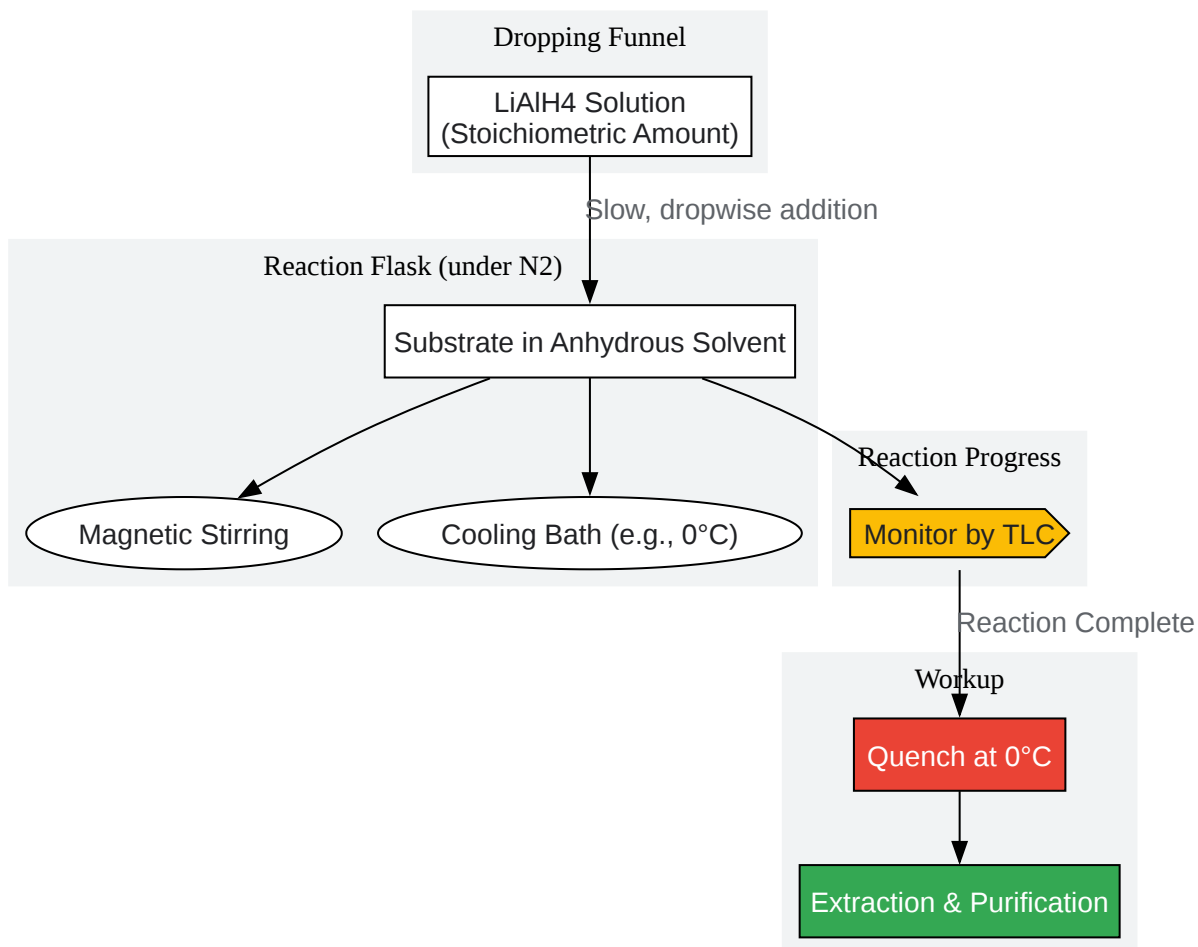 Dropping Funnel
LiAlH4 Solution
(Stoichiometric Amount)
Slow, dropwise addition
Reaction Flask (under N2)
Substrate in Anhydrous Solvent
Magnetic Stirring
Cooling Bath (e.g., 0°C)
Reaction Progress
Monitor by TLC
Reaction Complete
Workup
Quench at 0°C
Extraction & Purification